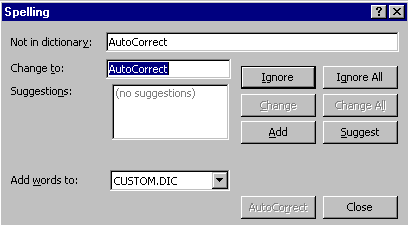 Spelling
Not in dictionary: AutoCorrect
Change to: AutoCorrect
Ignore Ignore All
Suggestions: (no suggestions)
Change Change All
Add Suggest
Add words to: CUSTOM.DIC
AutoCorrect Close